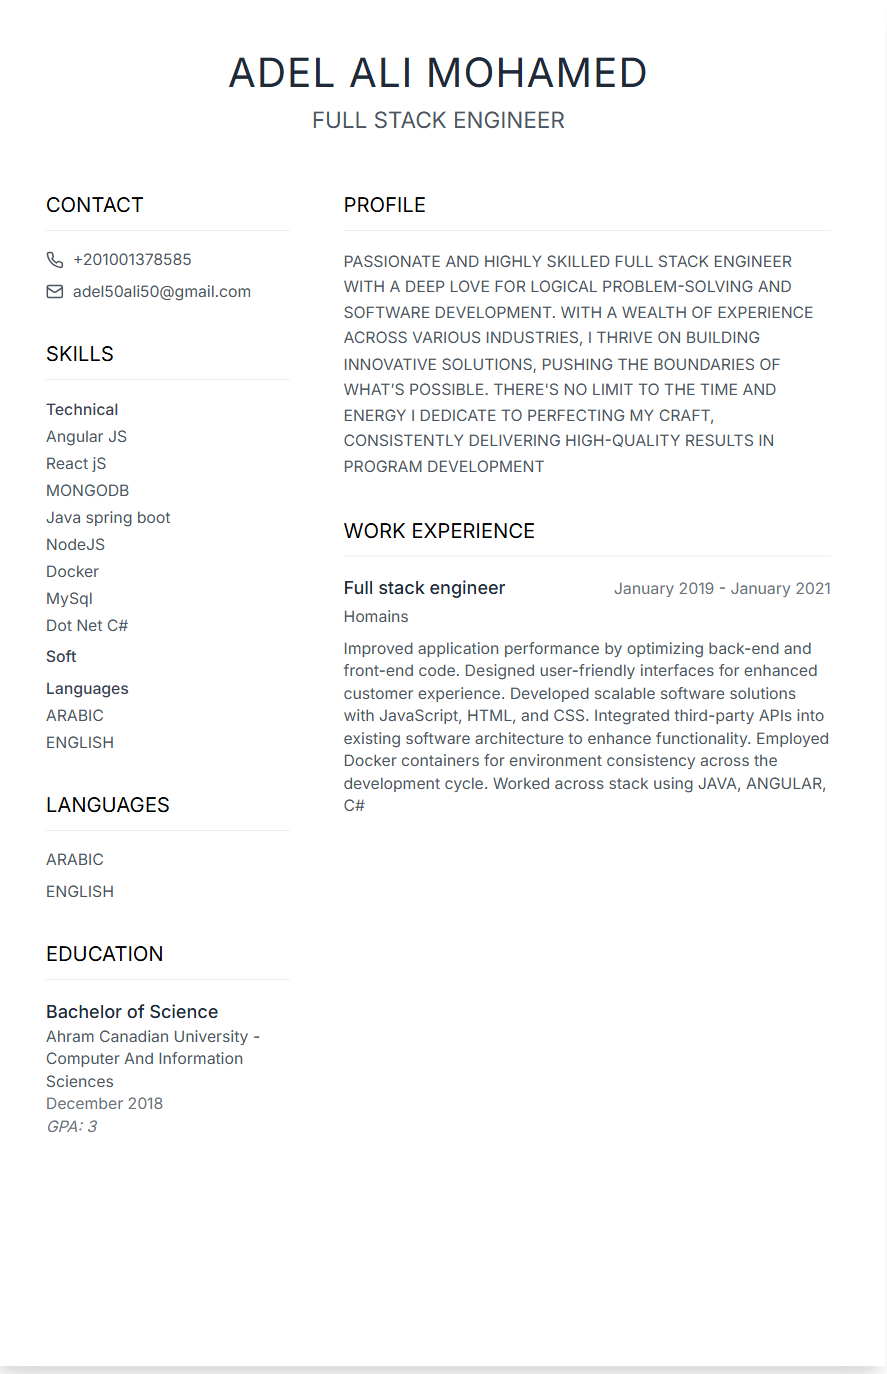 ADEL ALI MOHAMED
FULL STACK ENGINEER
CONTACT
+201001378585
adel50ali50@gmail.com
SKILLS
Technical
Angular JS
React jS
MONGODB
Java spring boot
NodeJS
Docker
MySql
Dot Net C#
Soft
Languages
ARABIC
ENGLISH
LANGUAGES
ARABIC
ENGLISH
EDUCATION
Bachelor of Science
Ahram Canadian University -
Computer And Information
Sciences
December 2018
GPA: 3
PROFILE
PASSIONATE AND HIGHLY SKILLED FULL STACK ENGINEER
WITH A DEEP LOVE FOR LOGICAL PROBLEM-SOLVING AND
SOFTWARE DEVELOPMENT. WITH A WEALTH OF EXPERIENCE
ACROSS VARIOUS INDUSTRIES, I THRIVE ON BUILDING
INNOVATIVE SOLUTIONS, PUSHING THE BOUNDARIES OF
WHAT’S POSSIBLE. THERE'S NO LIMIT TO THE TIME AND
ENERGY I DEDICATE TO PERFECTING MY CRAFT,
CONSISTENTLY DELIVERING HIGH-QUALITY RESULTS IN
PROGRAM DEVELOPMENT
WORK EXPERIENCE
Full stack engineer January 2019 - January 2021
Homains
Improved application performance by optimizing back-end and
front-end code. Designed user-friendly interfaces for enhanced
customer experience. Developed scalable software solutions
with JavaScript, HTML, and CSS. Integrated third-party APIs into
existing software architecture to enhance functionality. Employed
Docker containers for environment consistency across the
development cycle. Worked across stack using JAVA, ANGULAR,
C#